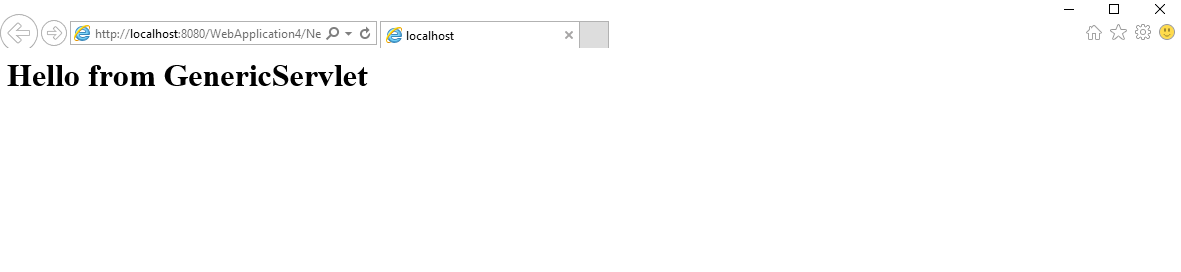 http://localhost:8080/WebApplication4/Ne
localhost
Hello from GenericServlet